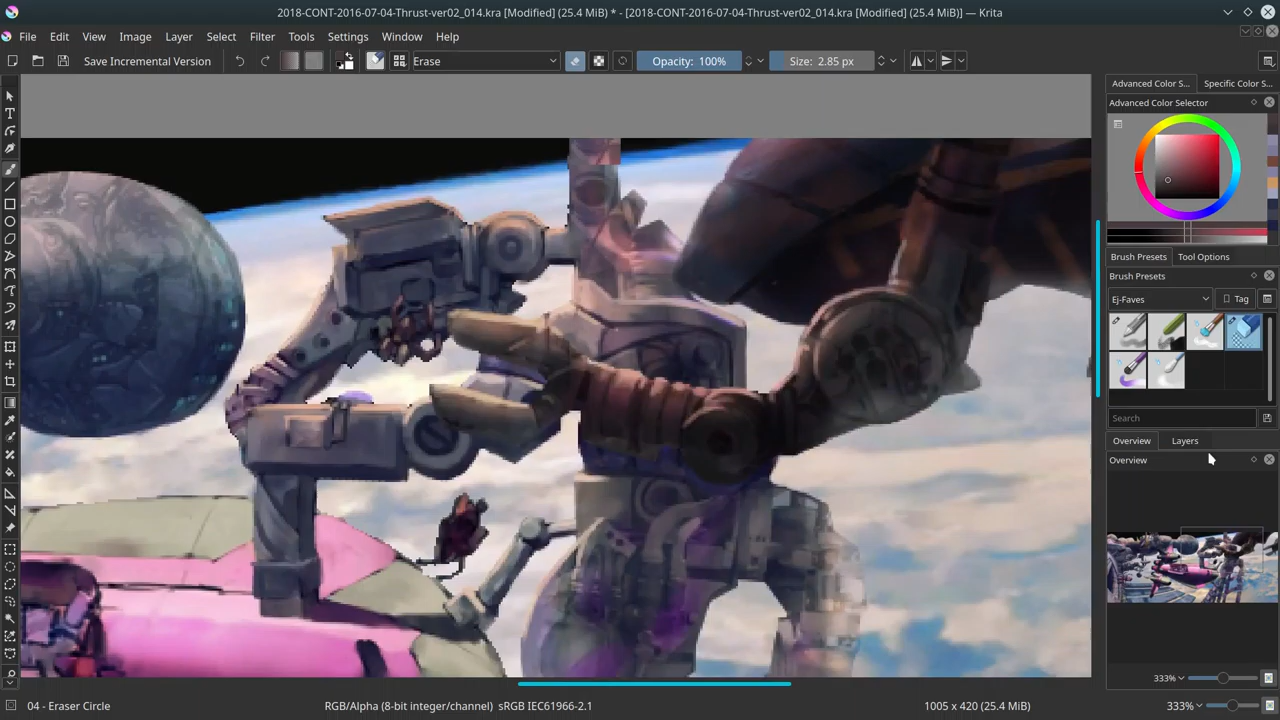 2018-CONT-2016-07-04-Thrust-ver02_014.kra [Modified] (25.4 MiB) * - [2018-CONT-2016-07-04-Thrust-ver02_014.kra [Modified] (25.4 MiB)] — Krita
File Edit View Image Layer Select Filter Tools Settings Window Help
Save Incremental Version Erase Opacity: 100% Size: 2.85 px
Advanced Color S... Specific Color S...
Advanced Color Selector
Brush Presets Tool Options
Brush Presets
Ej-Faves Tag
Search
Overview Layers
Overview
333%
04 - Eraser Circle RGB/Alpha (8-bit integer/channel) sRGB IEC61966-2.1 1005 x 420 (25.4 MiB) 333%